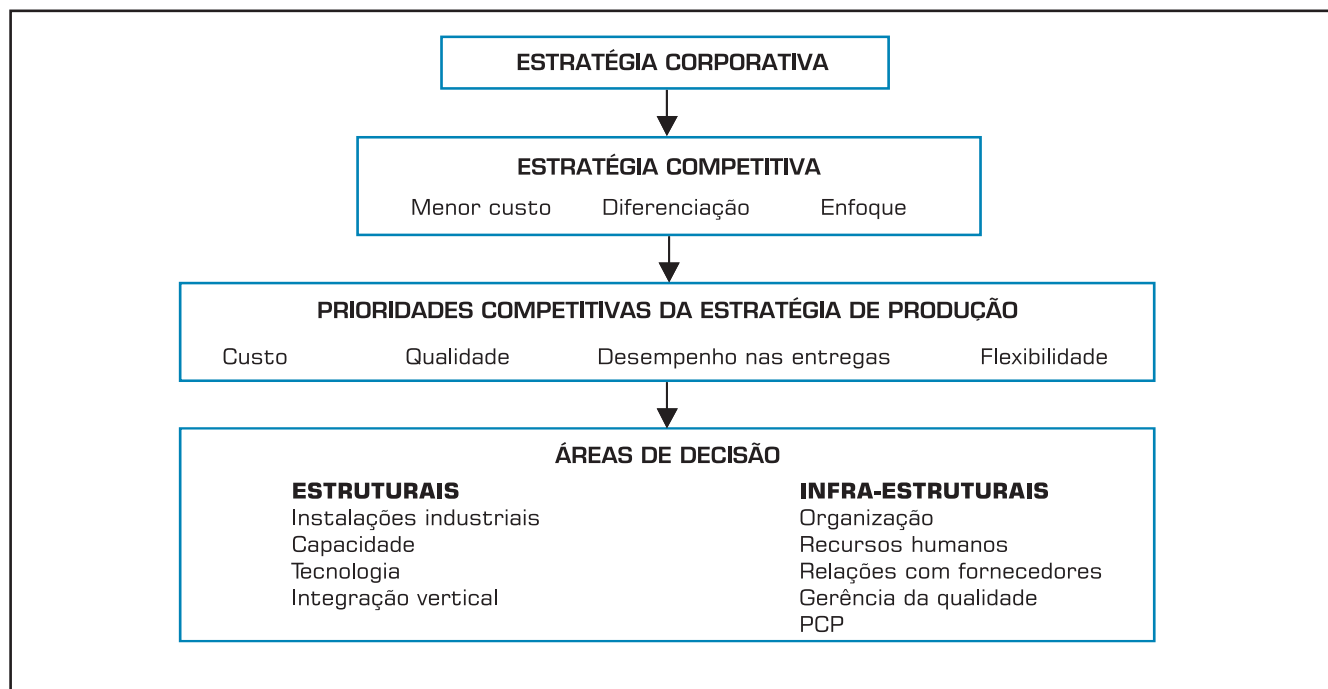 ESTRATÉGIA CORPORATIVA
ESTRATÉGIA COMPETITIVA
Menor custo Diferenciação Enfoque
PRIORIDADES COMPETITIVAS DA ESTRATÉGIA DE PRODUÇÃO
Custo Qualidade Desempenho nas entregas Flexibilidade
ÁREAS DE DECISÃO
ESTRUTURAIS
Instalações industriais
Capacidade
Tecnologia
Integração vertical
INFRA-ESTRUTURAIS
Organização
Recursos humanos
Relações com fornecedores
Gerência da qualidade
PCP